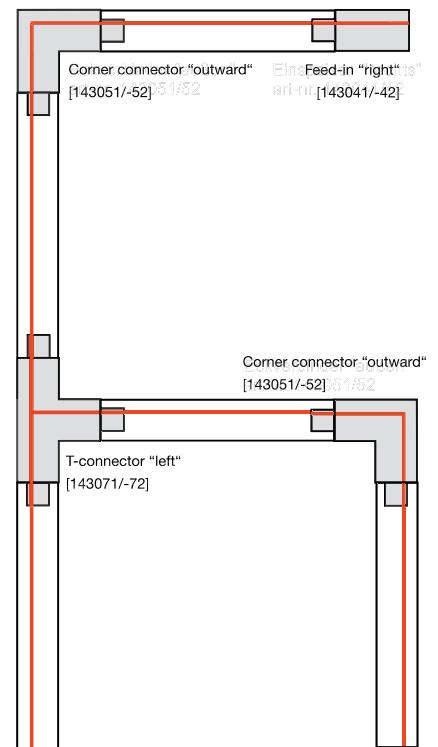 Corner connector “outward“
[143051/-52]
Feed-in “right“
[143041/-42]
Corner connector “outward“
[143051/-52]
T-connector “left“
[143071/-72]